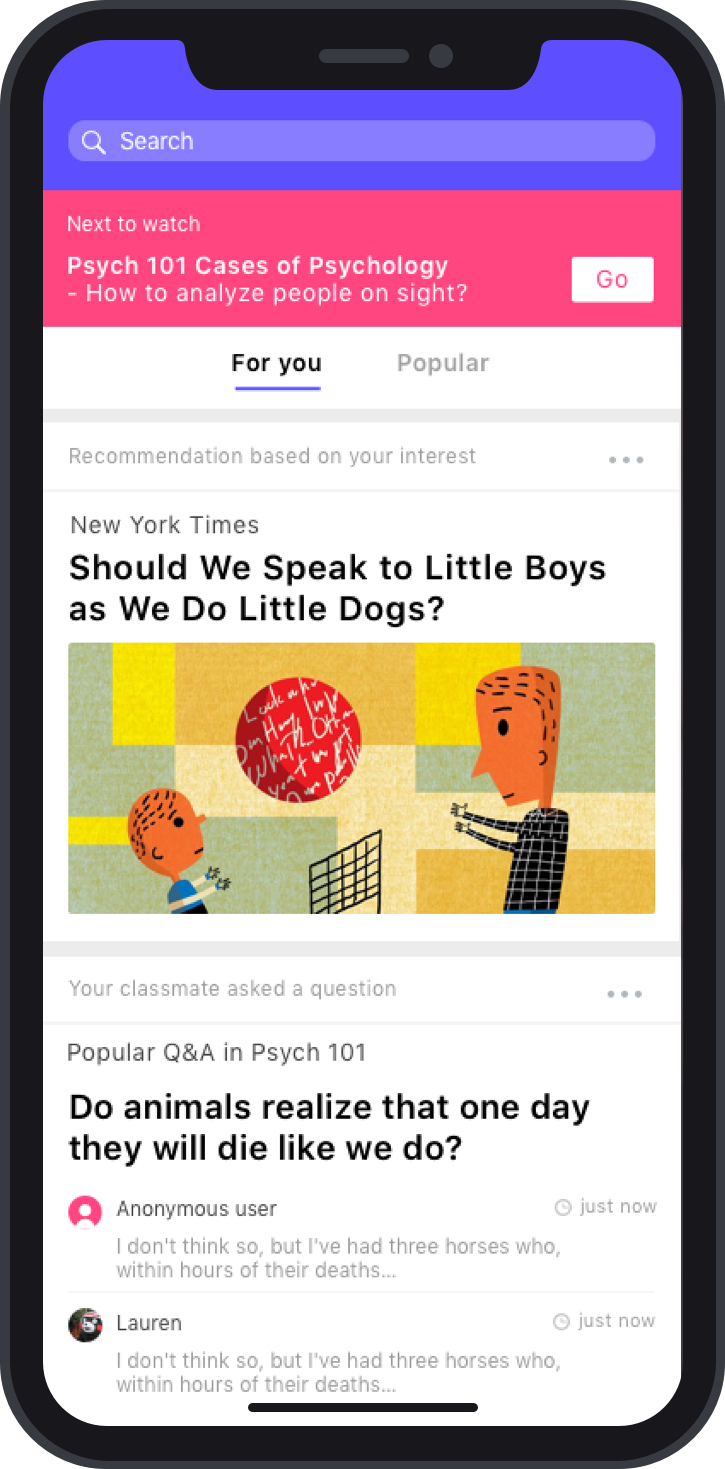 Search
Next to watch
Psych 101 Cases of Psychology
- How to analyze people on sight?
Go
For you
Popular
Recommendation based on your interest
New York Times
Should We Speak to Little Boys
as We Do Little Dogs?
Your classmate asked a question
Popular Q&A in Psych 101
Do animals realize that one day
they will die like we do?
Anonymous user
just now
I don't think so, but I've had three horses who,
within hours of their deaths...
Lauren
just now
I don't think so, but I've had three horses who,
within hours of their deaths...